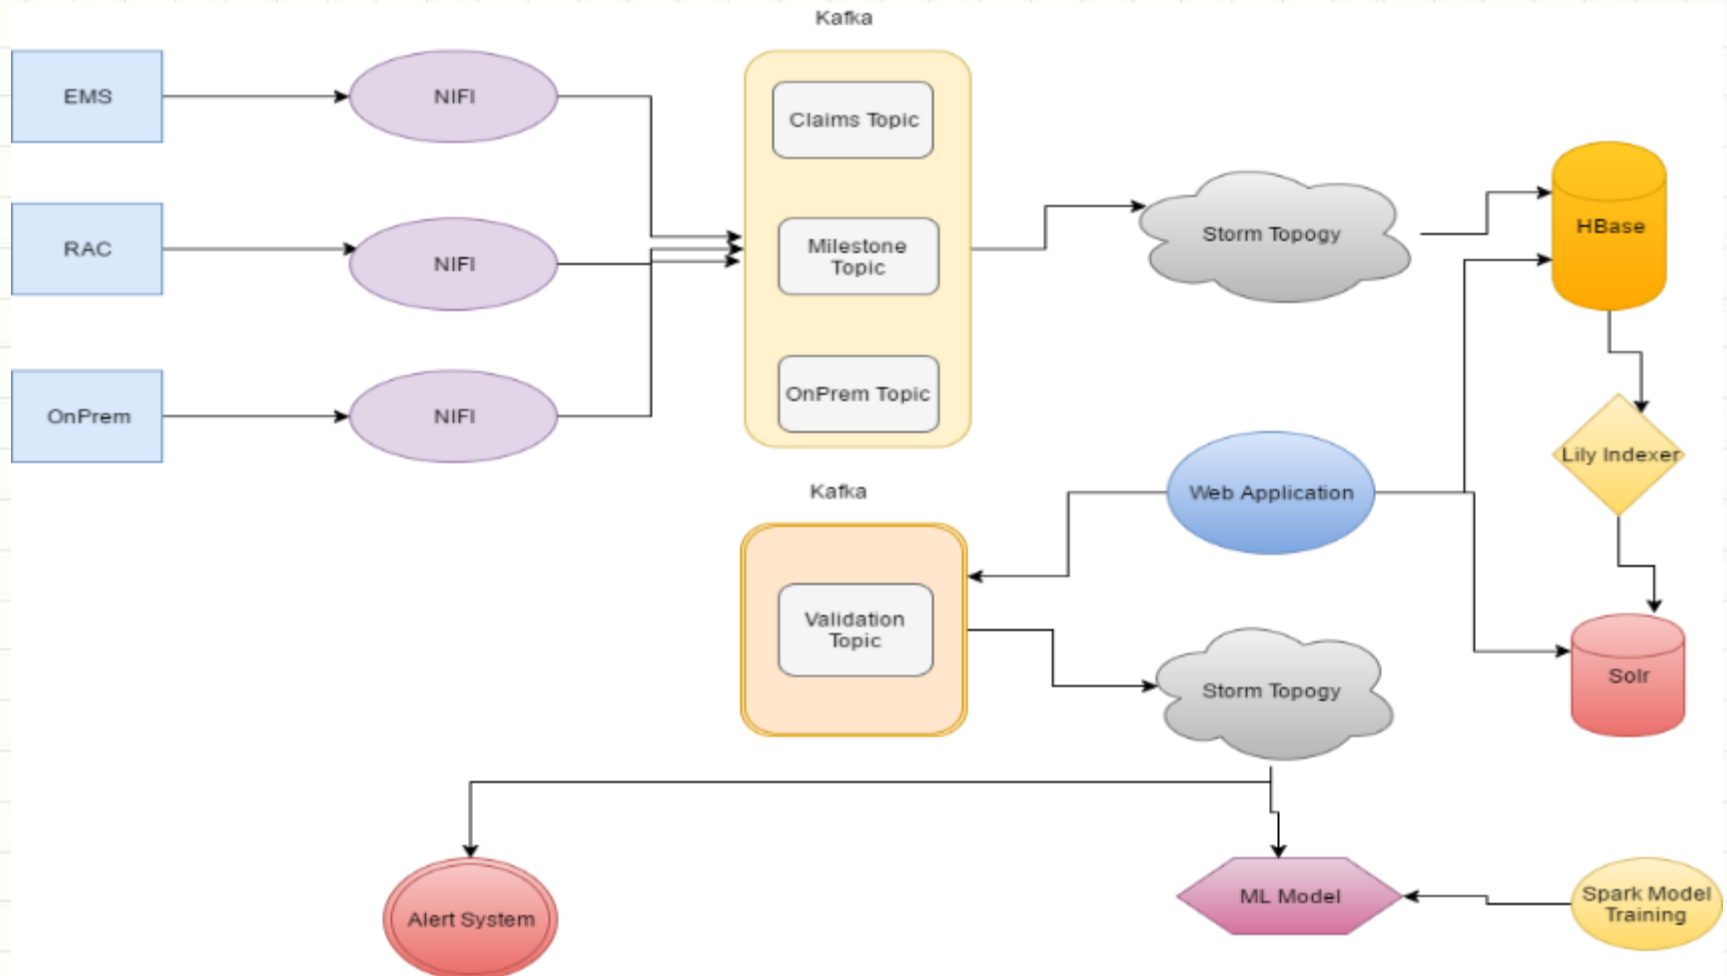 Kafka
EMS
NIFI
Claims Topic
RAC
NIFI
Milestone
Topic
Storm Topogy
HBase
OnPrem
NIFI
OnPrem Topic
Lily Indexer
Kafka
Web Application
Validation
Topic
Storm Topogy
Solr
Alert System
ML Model
Spark Model
Training